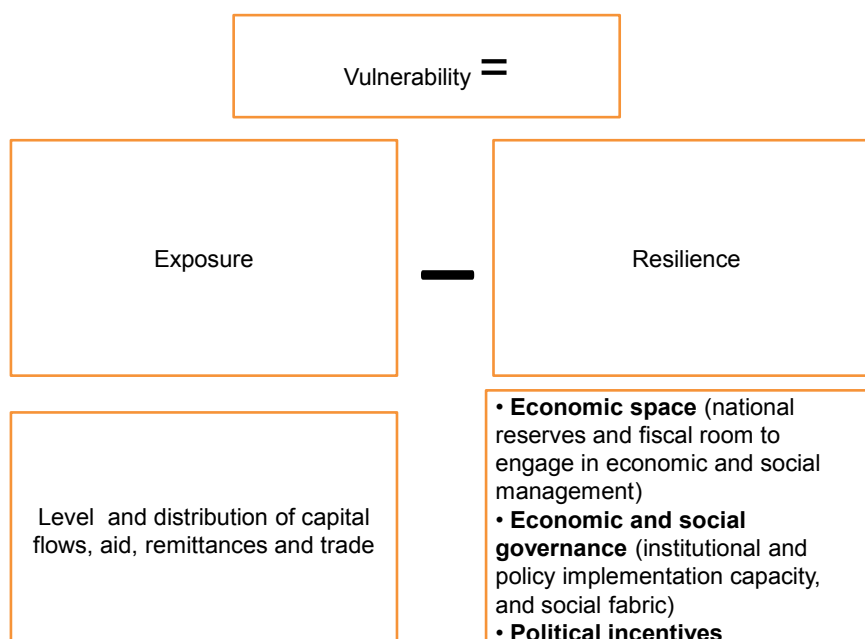 Vulnerability =
Exposure
—
Resilience
Level and distribution of capital
flows, aid, remittances and trade
• Economic space (national
reserves and fiscal room to
engage in economic and social
management)
• Economic and social
governance (institutional and
policy implementation capacity,
and social fabric)
• Political incentives